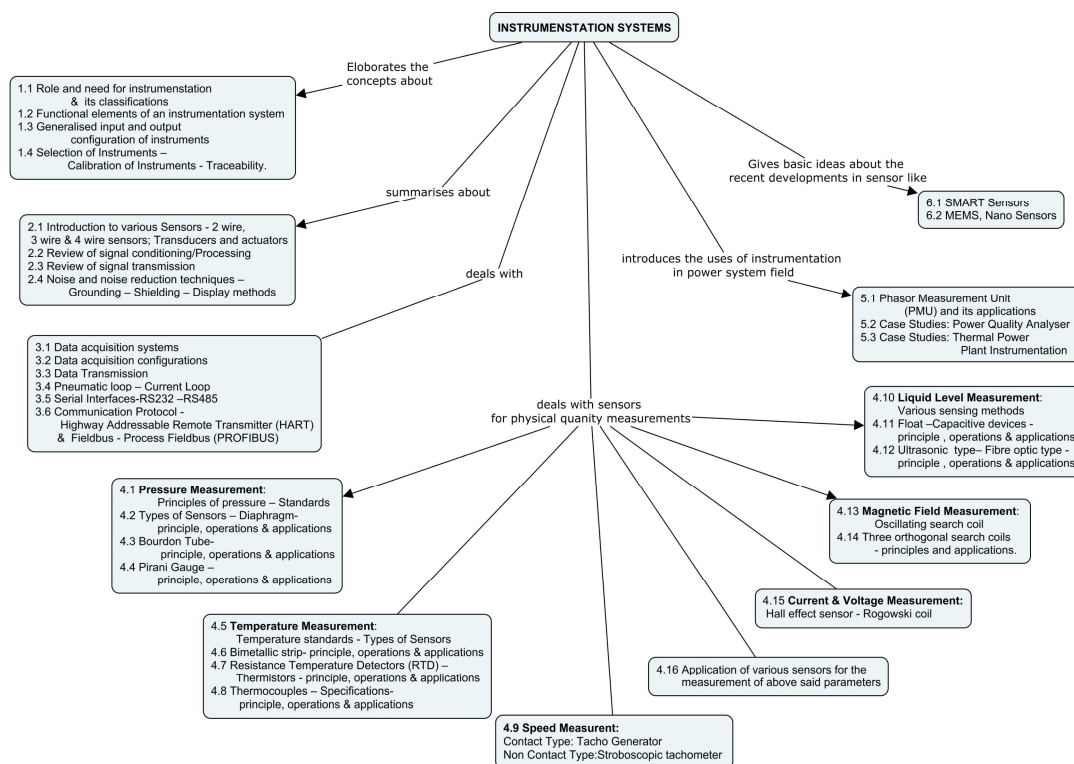 INSTRUMENSTATION SYSTEMS
Eloborates the
concepts about
1.1 Role and need for instrumenstation
& its classifications
1.2 Functional elements of an instrumentation system
1.3 Generalised input and output
configuration of instruments
1.4 Selection of Instruments –
Calibration of Instruments - Traceability.
summarises about
2.1 Introduction to various Sensors - 2 wire,
3 wire & 4 wire sensors; Transducers and actuators
2.2 Review of signal conditioning/Processing
2.3 Review of signal transmission
2.4 Noise and noise reduction techniques –
Grounding – Shielding – Display methods
deals with
3.1 Data acquisition systems
3.2 Data acquisition configurations
3.3 Data Transmission
3.4 Pneumatic loop – Current Loop
3.5 Serial Interfaces-RS232 –RS485
3.6 Communication Protocol -
Highway Addressable Remote Transmitter (HART)
& Fieldbus - Process Fieldbus (PROFIBUS)
Gives basic ideas about the
recent developments in sensor like
6.1 SMART Sensors
6.2 MEMS, Nano Sensors
introduces the uses of instrumentation
in power system field
5.1 Phasor Measurement Unit
(PMU) and its applications
5.2 Case Studies: Power Quality Analyser
5.3 Case Studies: Thermal Power
Plant Instrumentation
deals with sensors
for physical quanity measurements
4.1 Pressure Measurement:
Principles of pressure – Standards
4.2 Types of Sensors – Diaphragm-
principle, operations & applications
4.3 Bourdon Tube-
principle, operations & applications
4.4 Pirani Gauge –
principle, operations & applications
4.5 Temperature Measurement:
Temperature standards - Types of Sensors
4.6 Bimetallic strip- principle, operations & applications
4.7 Resistance Temperature Detectors (RTD) –
Thermistors - principle, operations & applications
4.8 Thermocouples – Specifications-
principle, operations & applications
4.9 Speed Measurent:
Contact Type: Tacho Generator
Non Contact Type:Stroboscopic tachometer
4.10 Liquid Level Measurement:
Various sensing methods
4.11 Float –Capacitive devices -
principle , operations & applications
4.12 Ultrasonic type– Fibre optic type -
principle , operations & applications
4.13 Magnetic Field Measurement:
Oscillating search coil
4.14 Three orthogonal search coils
- principles and applications.
4.15 Current & Voltage Measurement:
Hall effect sensor - Rogowski coil
4.16 Application of various sensors for the
measurement of above said parameters